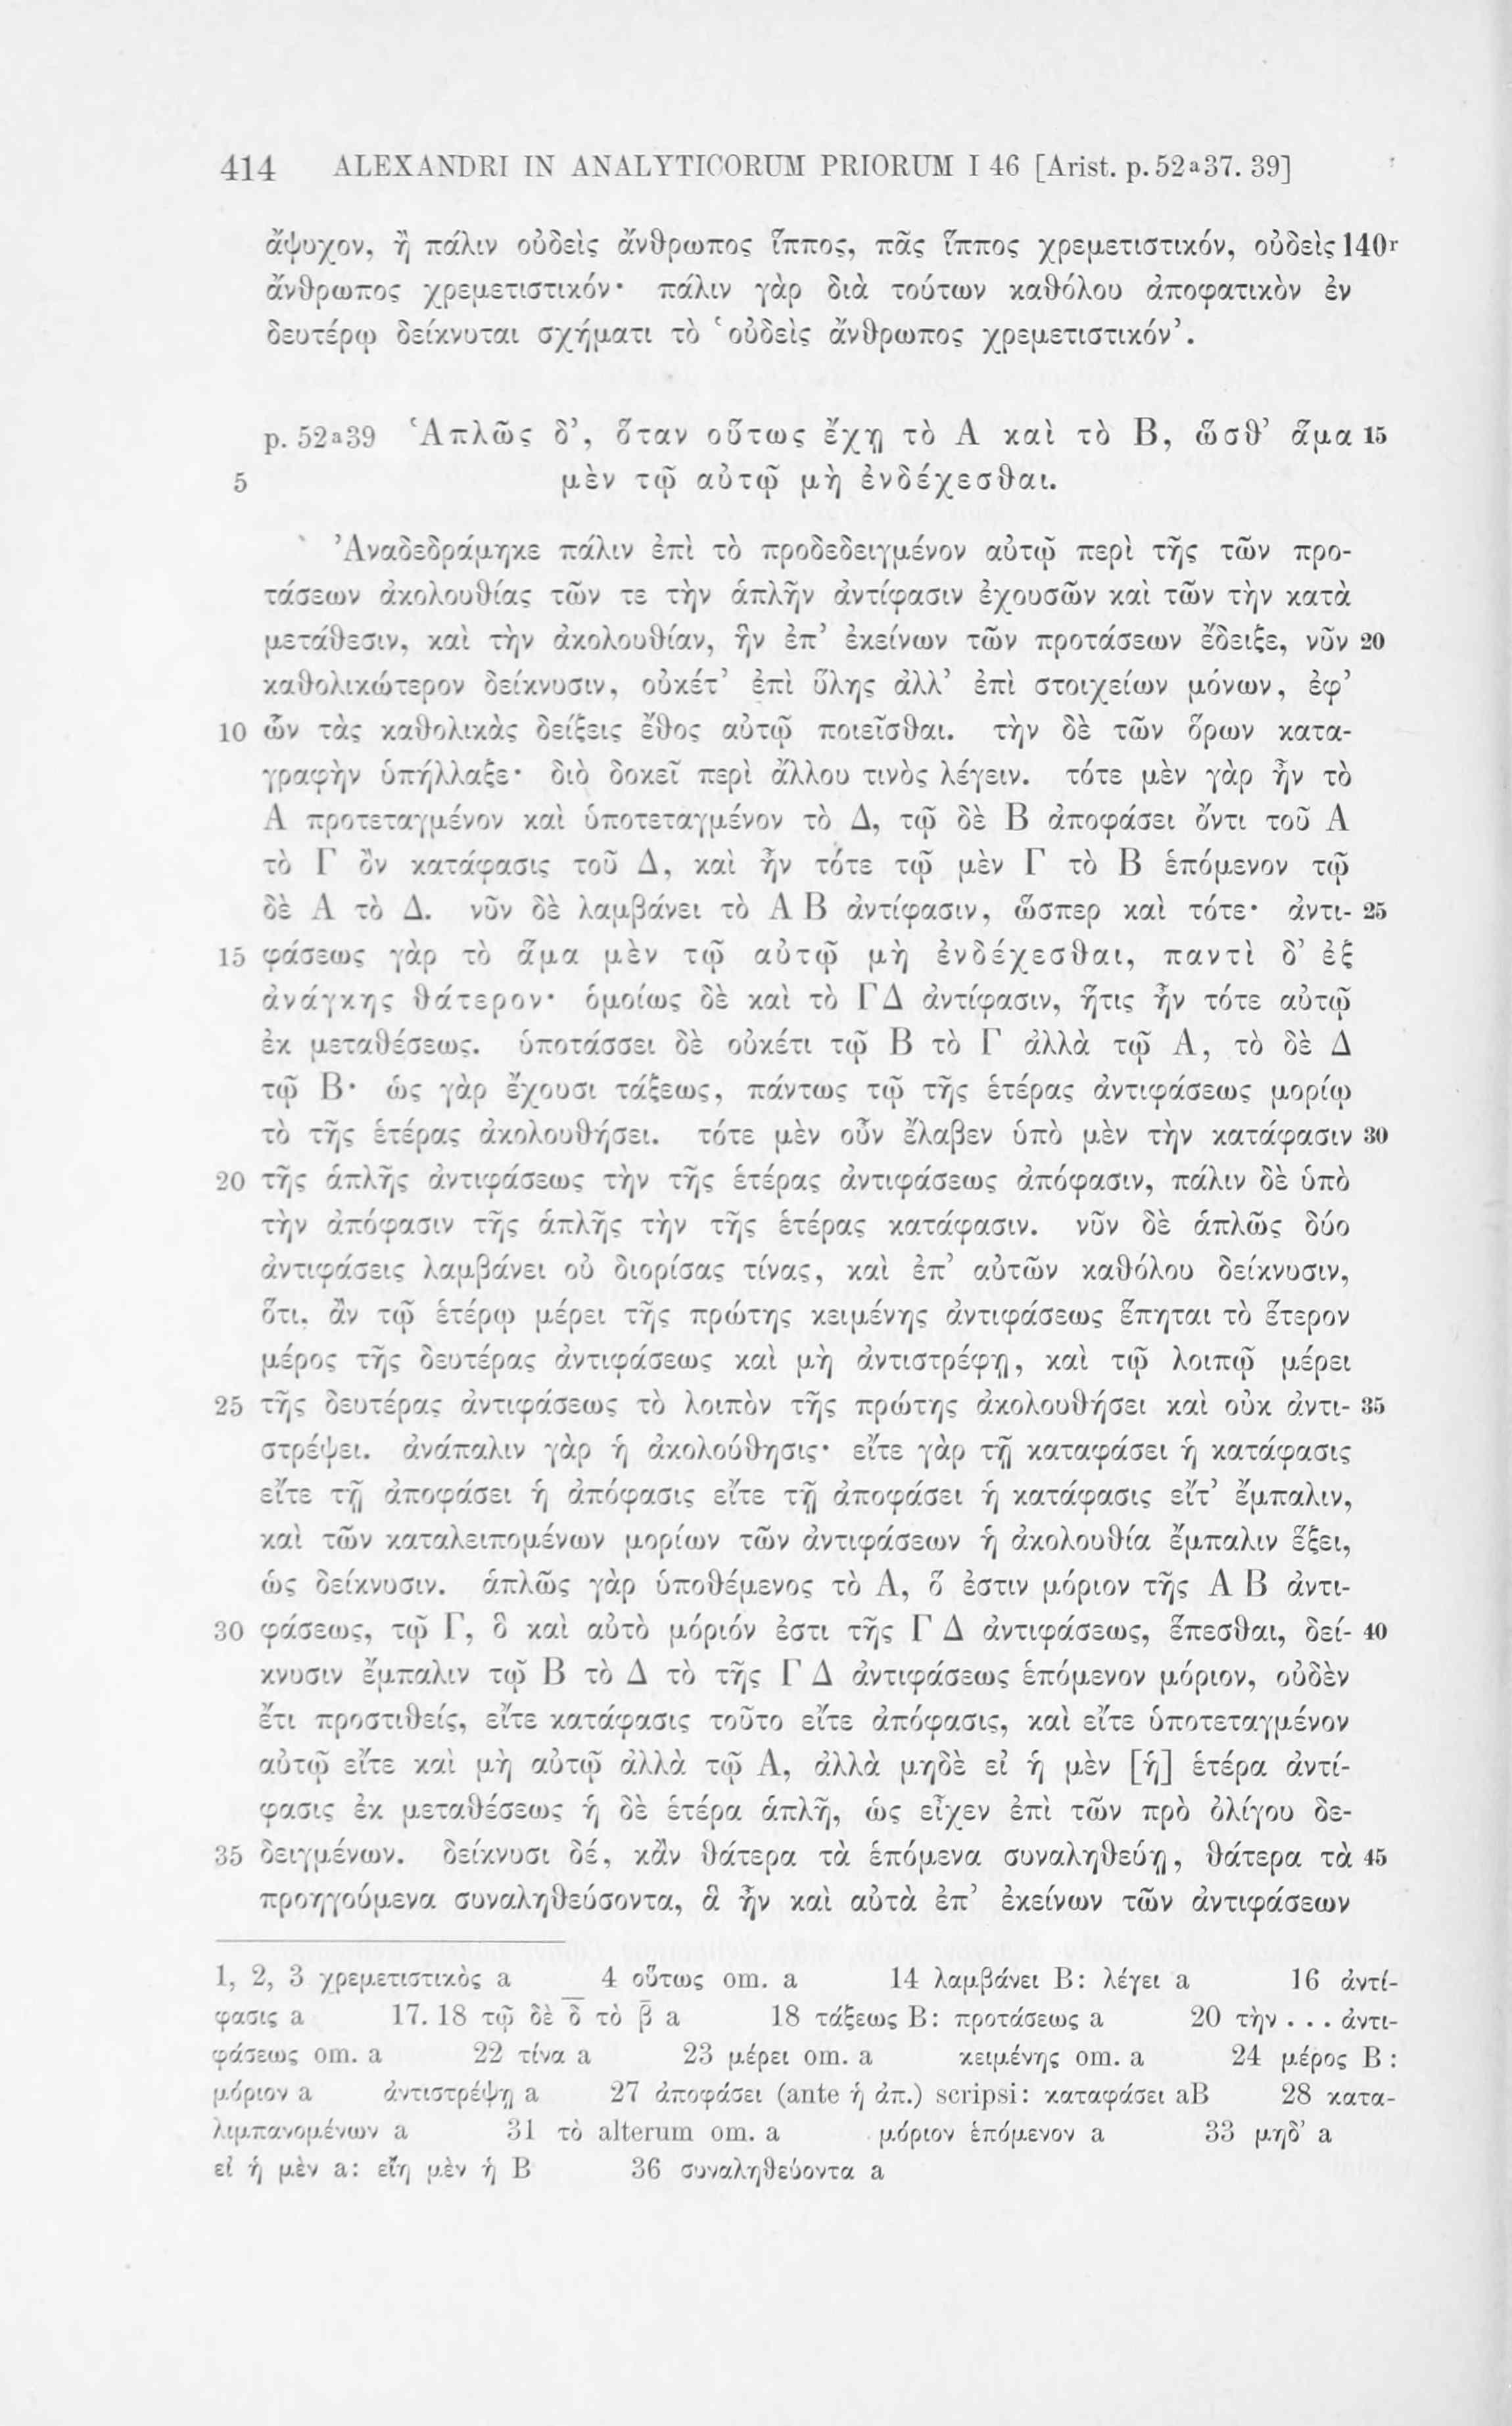 414 ALEXANDRI IN ANALYTICORUM PRIORUM I 46 [Arist. p. 52a37. 39]
ἄψυχον, ἢ πάλιν οὐδεὶς ἄνθρωπος ἵππος, πᾶς ἵππος χρεμετιστικόν, οὐδεὶς 140r
ἄνθρωπος χρεμετιστικόν· πάλιν γὰρ διὰ τούτων καθόλου ἀποφατικὸν ἐν
δευτέρῳ δείκνυται σχήματι τὸ ‘οὐδεὶς ἄνθρωπος χρεμετιστικόν’.
p. 52a39 Ἁπλῶς δ’, ὅταν οὕτως ἔχῃ τὸ Α καὶ τὸ Β, ὥσθ’ ἅμα 15
5 μὲν τῷ αὐτῷ μὴ ἐνδέχεσθαι.
Ἀναδεδράμηκε πάλιν ἐπὶ τὸ προδεδειγμένον αὐτῷ περὶ τῆς τῶν προ-
τάσεων ἀκολουθίας τῶν τε τὴν ἁπλῆν ἀντίφασιν ἐχουσῶν καὶ τῶν τὴν κατὰ
μετάθεσιν, καὶ τὴν ἀκολουθίαν, ἣν ἐπ’ ἐκείνων τῶν προτάσεων ἔδειξε, νῦν 20
καθολικώτερον δείκνυσιν, οὐκέτ’ ἐπὶ ὕλης ἀλλ’ ἐπὶ στοιχείων μόνων, ἐφ’
10 ὧν τὰς καθολικὰς δείξεις ἔθος αὐτῷ ποιεῖσθαι. τὴν δὲ τῶν ὅρων κατα-
γραφὴν ὑπήλλαξε· διὸ δοκεῖ περὶ ἄλλου τινὸς λέγειν. τότε μὲν γὰρ ἦν τὸ
Α προτεταγμένον καὶ ὑποτεταγμένον τὸ Δ, τῷ δὲ Β ἀποφάσει ὄντι τοῦ Α
τὸ Γ ὂν κατάφασις τοῦ Δ, καὶ ἦν τότε τῷ μὲν Γ τὸ Β ἑπόμενον τῷ
δὲ Α τὸ Δ. νῦν δὲ λαμβάνει τὸ Α Β ἀντίφασιν, ὥσπερ καὶ τότε· ἀντι- 25
15 φάσεως γὰρ τὸ ἅμα μὲν τῷ αὐτῷ μὴ ἐνδέχεσθαι, παντὶ δ’ ἐξ
ἀνάγκης θάτερον· ὁμοίως δὲ καὶ τὸ Γ Δ ἀντίφασιν, ἥτις ἦν τότε αὐτῷ
ἐκ μεταθέσεως. ὑποτάσσει δὲ οὐκέτι τῷ Β τὸ Γ ἀλλὰ τῷ Α, τὸ δὲ Δ
τῷ Β· ὡς γὰρ ἔχουσι τάξεως, πάντως τῷ τῆς ἑτέρας ἀντιφάσεως μορίῳ
τὸ τῆς ἑτέρας ἀκολουθήσει. τότε μὲν οὖν ἔλαβεν ὑπὸ μὲν τὴν κατάφασιν 30
20 τῆς ἁπλῆς ἀντιφάσεως τὴν τῆς ἑτέρας ἀντιφάσεως ἀπόφασιν, πάλιν δὲ ὑπὸ
τὴν ἀπόφασιν τῆς ἁπλῆς τὴν τῆς ἑτέρας κατάφασιν. νῦν δὲ ἁπλῶς δύο
ἀντιφάσεις λαμβάνει οὐ διορίσας τίνας, καὶ ἐπ’ αὐτῶν καθόλου δείκνυσιν,
ὅτι, ἂν τῷ ἑτέρῳ μέρει τῆς πρώτης κειμένης ἀντιφάσεως ἕπηται τὸ ἕτερον
μέρος τῆς δευτέρας ἀντιφάσεως καὶ μὴ ἀντιστρέφῃ, καὶ τῷ λοιπῷ μέρει
25 τῆς δευτέρας ἀντιφάσεως τὸ λοιπὸν τῆς πρώτης ἀκολουθήσει καὶ οὐκ ἀντι- 35
στρέψει. ἀνάπαλιν γὰρ ἡ ἀκολούθησις· εἴτε γὰρ τῇ καταφάσει ἡ κατάφασις
εἴτε τῇ ἀποφάσει ἡ ἀπόφασις εἴτε τῇ ἀποφάσει ἡ κατάφασις εἴτ’ ἔμπαλιν,
καὶ τῶν καταλειπομένων μορίων τῶν ἀντιφάσεων ἡ ἀκολουθία ἔμπαλιν ἕξει,
ὡς δείκνυσιν. ἁπλῶς γὰρ ὑποθέμενος τὸ Α, ὅ ἐστιν μόριον τῆς Α Β ἀντι-
30 φάσεως, τῷ Γ, ὃ καὶ αὐτὸ μόριόν ἐστι τῆς Γ Δ ἀντιφάσεως, ἕπεσθαι, δεί- 40
κνυσιν ἔμπαλιν τῷ Β τὸ Δ τὸ τῆς Γ Δ ἀντιφάσεως ἑπόμενον μόριον, οὐδὲν
ἔτι προστιθείς, εἴτε κατάφασις τοῦτο εἴτε ἀπόφασις, καὶ εἴτε ὑποτεταγμένον
αὐτῷ εἴτε καὶ μὴ αὐτῷ ἀλλὰ τῷ Α, ἀλλὰ μηδὲ εἰ ἡ μὲν [ἡ] ἑτέρα ἀντί-
φασις ἐκ μεταθέσεως ἡ δὲ ἑτέρα ἁπλῆ, ὡς εἶχεν ἐπὶ τῶν πρὸ ὀλίγου δε-
35 δειγμένων. δείκνυσι δέ, κἂν θάτερα τὰ ἑπόμενα συναληθεύῃ, θάτερα τὰ 45
προηγούμενα συναληθεύσοντα, ἃ ἦν καὶ αὐτὰ ἐπ’ ἐκείνων τῶν ἀντιφάσεων
1, 2, 3 χρεμετιστικὸς a 4 οὕτως om. a 14 λαμβάνει B: λέγει a 16 ἀντί-
φασις a 17. 18 τῷ δὲ δ̅ τὸ β̅ a 18 τάξεως B: προτάσεως a 20 τὴν ... ἀντι-
φάσεως om. a 22 τίνα a 23 μέρει om. a κειμένης om. a 24 μέρος B:
μόριον a ἀντιστρέψῃ a 27 ἀποφάσει (ante ἡ ἀπ.) scripsi: καταφάσει aB 28 κατα-
λιμπανομένων a 31 τὸ alterum om. a μόριον ἑπόμενον a 33 μηδ’ a
εἰ ἡ μὲν a: εἴη μὲν ἡ B 36 συναληθεύοντα a